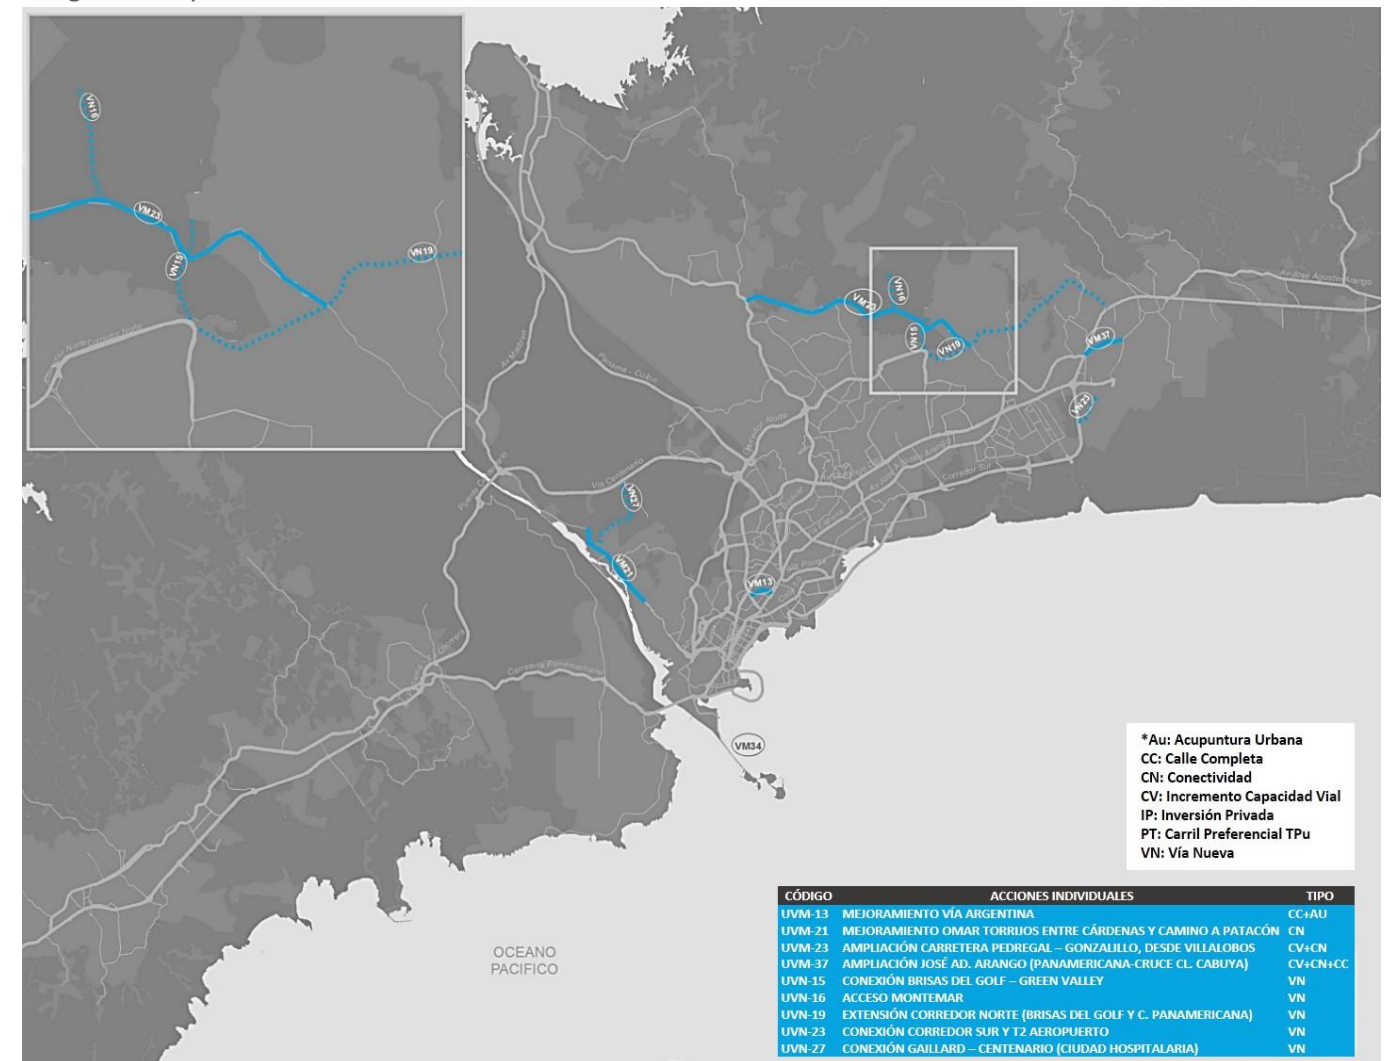 VN16
VM23
VN15
VN19
Corredor Norte
VN16
VM23
VN15
VN19
VM37
VN23
Av José Agustín Arango
Av Madden
Panama - Colon
Corredor Norte
Corredor Sur
Vía Centenario
Puente Centenario
VN27
VM21
VM13
Carretera Panamericana
VM34
OCEANO
PACIFICO
*Au: Acupuntura Urbana
CC: Calle Completa
CN: Conectividad
CV: Incremento Capacidad Vial
IP: Inversión Privada
PT: Carril Preferencial TPu
VN: Vía Nueva
CÓDIGO ACCIONES INDIVIDUALES TIPO
UVM-13 MEJORAMIENTO VÍA ARGENTINA CC+AU
UVM-21 MEJORAMIENTO OMAR TORRIJOS ENTRE CÁRDENAS Y CAMINO A PATACÓN CN
UVM-23 AMPLIACIÓN CARRETERA PEDREGAL – GONZALILLO, DESDE VILLALOBOS CV+CN
UVM-37 AMPLIACIÓN JOSÉ AD. ARANGO (PANAMERICANA-CRUCE CL. CABUYA) CV+CN+CC
UVN-15 CONEXIÓN BRISAS DEL GOLF – GREEN VALLEY VN
UVN-16 ACCESO MONTEMAR VN
UVN-19 EXTENSIÓN CORREDOR NORTE (BRISAS DEL GOLF Y C. PANAMERICANA) VN
UVN-23 CONEXIÓN CORREDOR SUR Y T2 AEROPUERTO VN
UVN-27 CONEXIÓN GAILLARD – CENTENARIO (CIUDAD HOSPITALARIA) VN